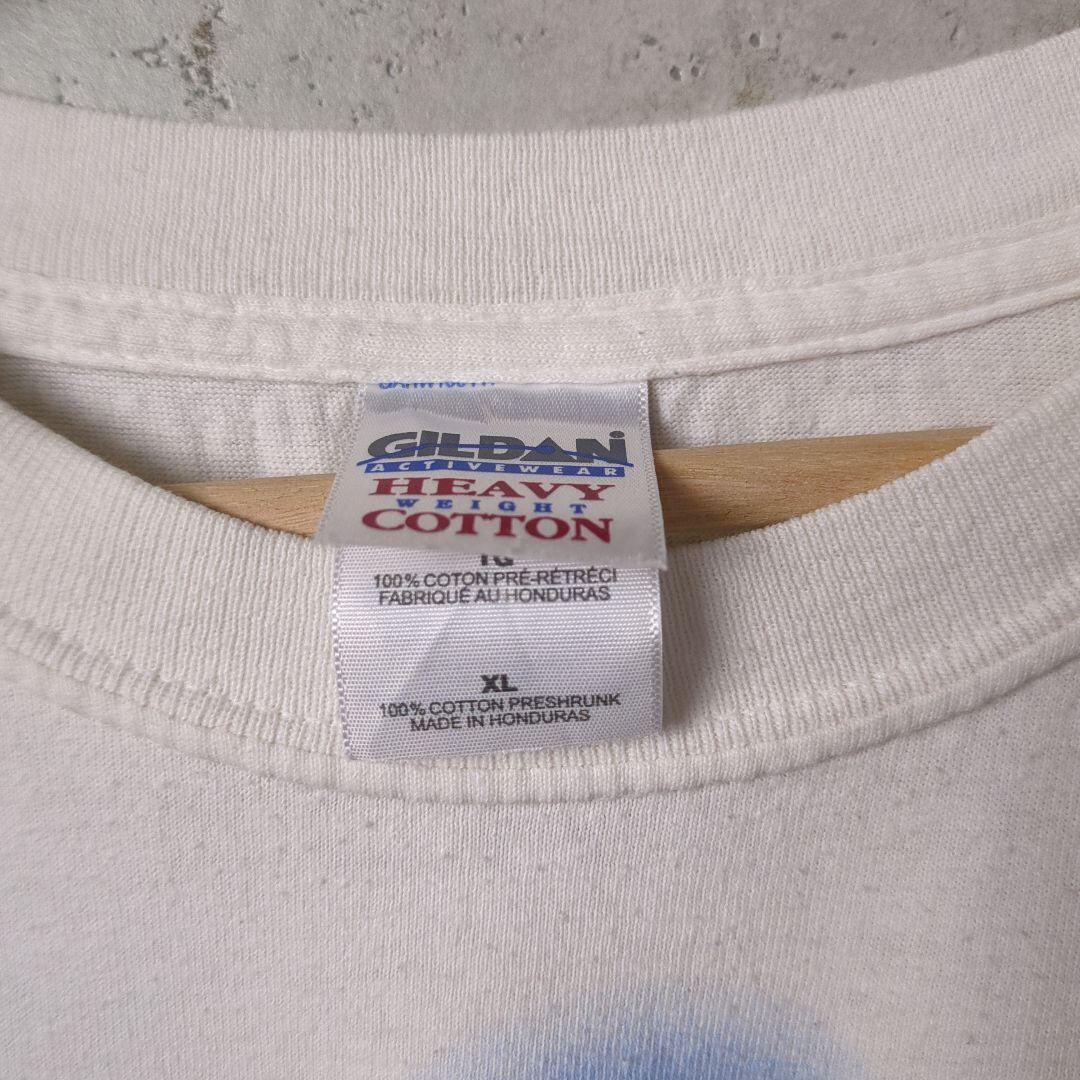 GILDAN
ACTIVEWEAR
HEAVY
WEIGHT
COTTON
TG
100% COTON PRÉ-RÉTRÉCI
FABRIQUÉ AU HONDURAS
XL
100% COTTON PRESHRUNK
MADE IN HONDURAS